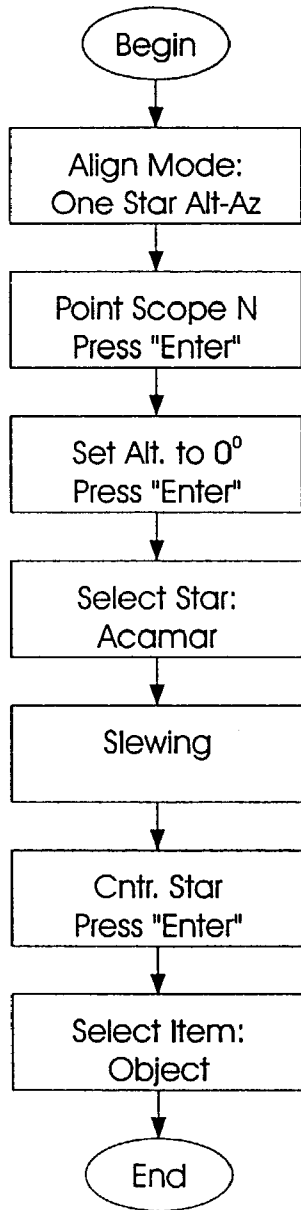 Begin
Align Mode:
One Star Alt-Az
Point Scope N
Press "Enter"
Set Alt. to 0°
Press "Enter"
Select Star:
Acamar
Slewing
Cntr. Star
Press "Enter"
Select Item:
Object
End